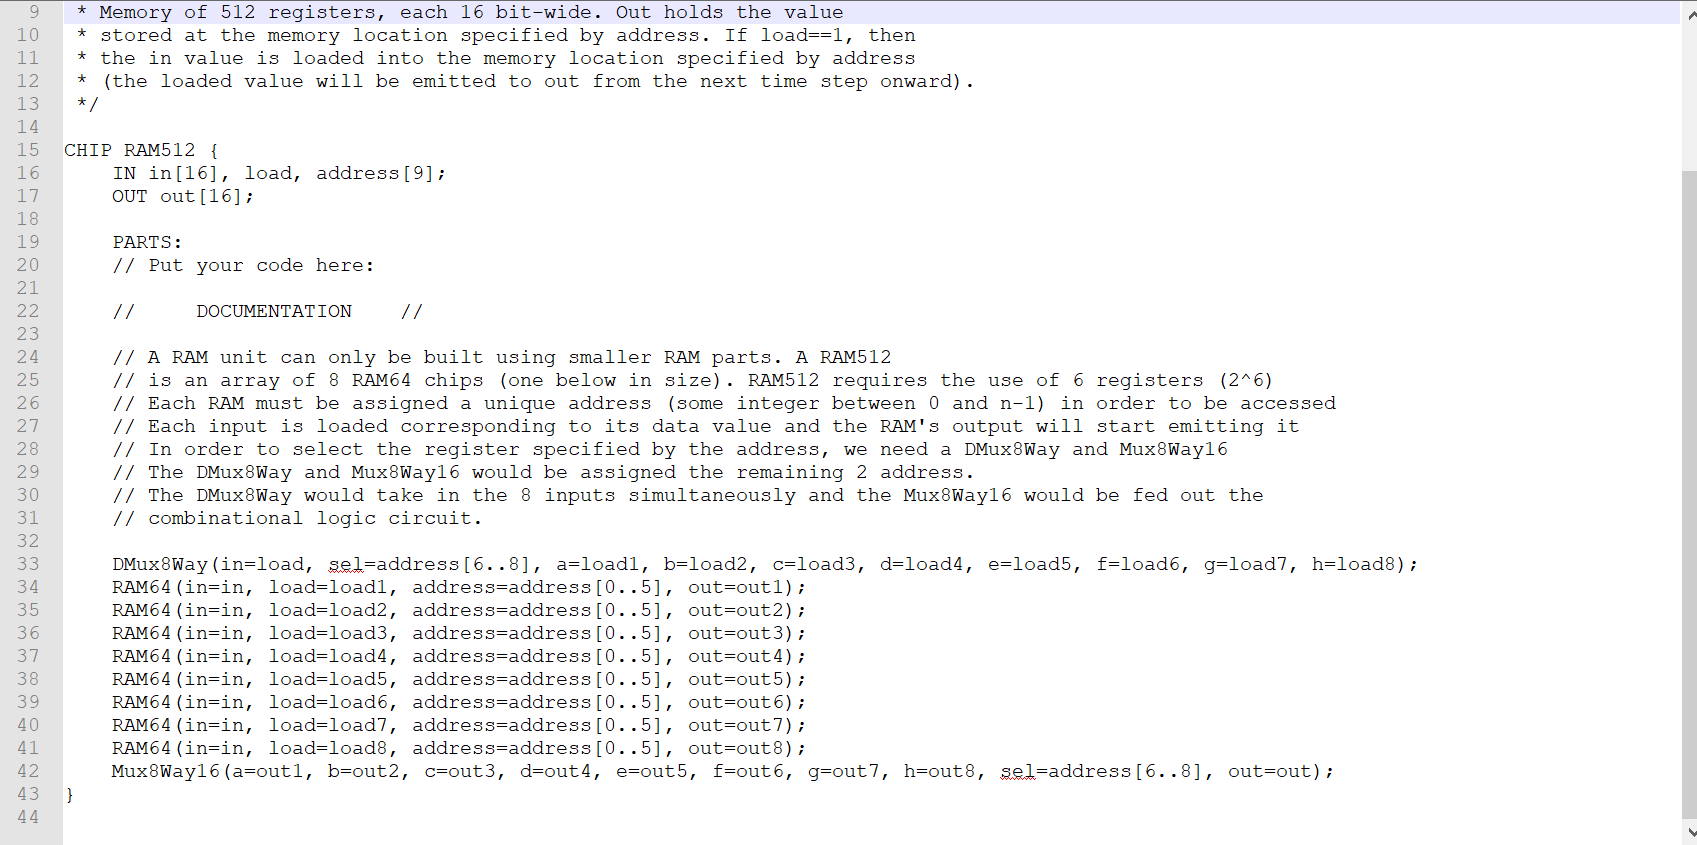 9 * Memory of 512 registers, each 16 bit-wide. Out holds the value
10 * stored at the memory location specified by address. If load==1, then
11 * the in value is loaded into the memory location specified by address
12 * (the loaded value will be emitted to out from the next time step onward).
13 */
14
15 CHIP RAM512 {
16 IN in[16], load, address[9];
17 OUT out[16];
18
19 PARTS:
20 // Put your code here:
21
22 // DOCUMENTATION //
23
24 // A RAM unit can only be built using smaller RAM parts. A RAM512
25 // is an array of 8 RAM64 chips (one below in size). RAM512 requires the use of 6 registers (2^6)
26 // Each RAM must be assigned a unique address (some integer between 0 and n-1) in order to be accessed
27 // Each input is loaded corresponding to its data value and the RAM's output will start emitting it
28 // In order to select the register specified by the address, we need a DMux8Way and Mux8Way16
29 // The DMux8Way and Mux8Way16 would be assigned the remaining 2 address.
30 // The DMux8Way would take in the 8 inputs simultaneously and the Mux8Way16 would be fed out the
31 // combinational logic circuit.
32
33 DMux8Way(in=load, sel=address[6..8], a=load1, b=load2, c=load3, d=load4, e=load5, f=load6, g=load7, h=load8);
34 RAM64(in=in, load=load1, address=address[0..5], out=out1);
35 RAM64(in=in, load=load2, address=address[0..5], out=out2);
36 RAM64(in=in, load=load3, address=address[0..5], out=out3);
37 RAM64(in=in, load=load4, address=address[0..5], out=out4);
38 RAM64(in=in, load=load5, address=address[0..5], out=out5);
39 RAM64(in=in, load=load6, address=address[0..5], out=out6);
40 RAM64(in=in, load=load7, address=address[0..5], out=out7);
41 RAM64(in=in, load=load8, address=address[0..5], out=out8);
42 Mux8Way16(a=out1, b=out2, c=out3, d=out4, e=out5, f=out6, g=out7, h=out8, sel=address[6..8], out=out);
43 }
44